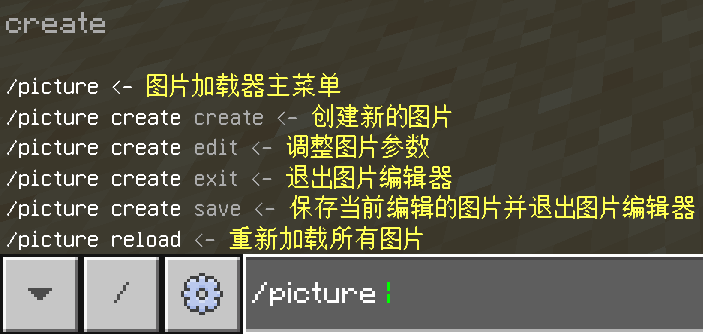 create
/picture <- 图片加载器主菜单
/picture create create <- 创建新的图片
/picture create edit <- 调整图片参数
/picture create exit <- 退出图片编辑器
/picture create save <- 保存当前编辑的图片并退出图片编辑器
/picture reload <- 重新加载所有图片
/ /picture